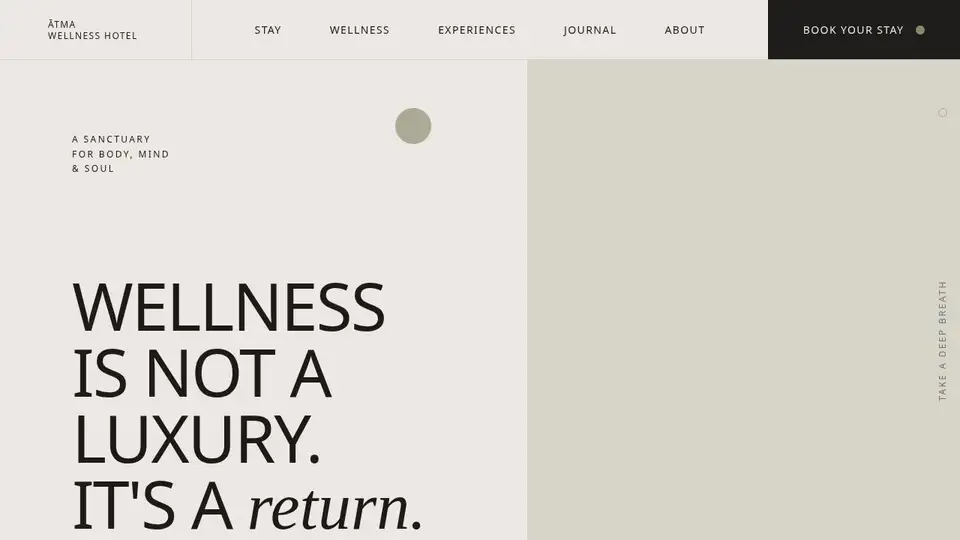 ĀTMA
WELLNESS HOTEL
STAY
WELLNESS
EXPERIENCES
JOURNAL
ABOUT
BOOK YOUR STAY
A SANCTUARY
FOR BODY, MIND
& SOUL
WELLNESS
IS NOT A
LUXURY.
IT'S A return.
TAKE A DEEP BREATH